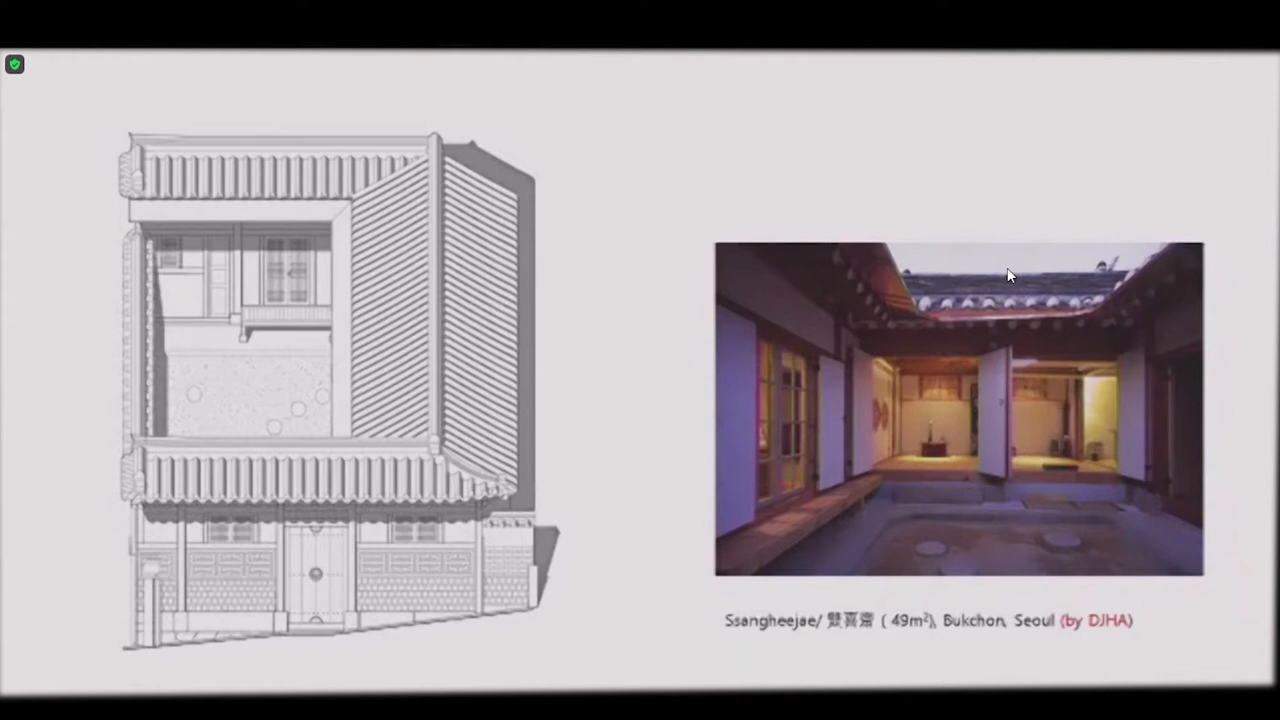 Ssangheejae/ 雙喜齋 ( 49m²), Bukchon, Seoul (by DJHA)